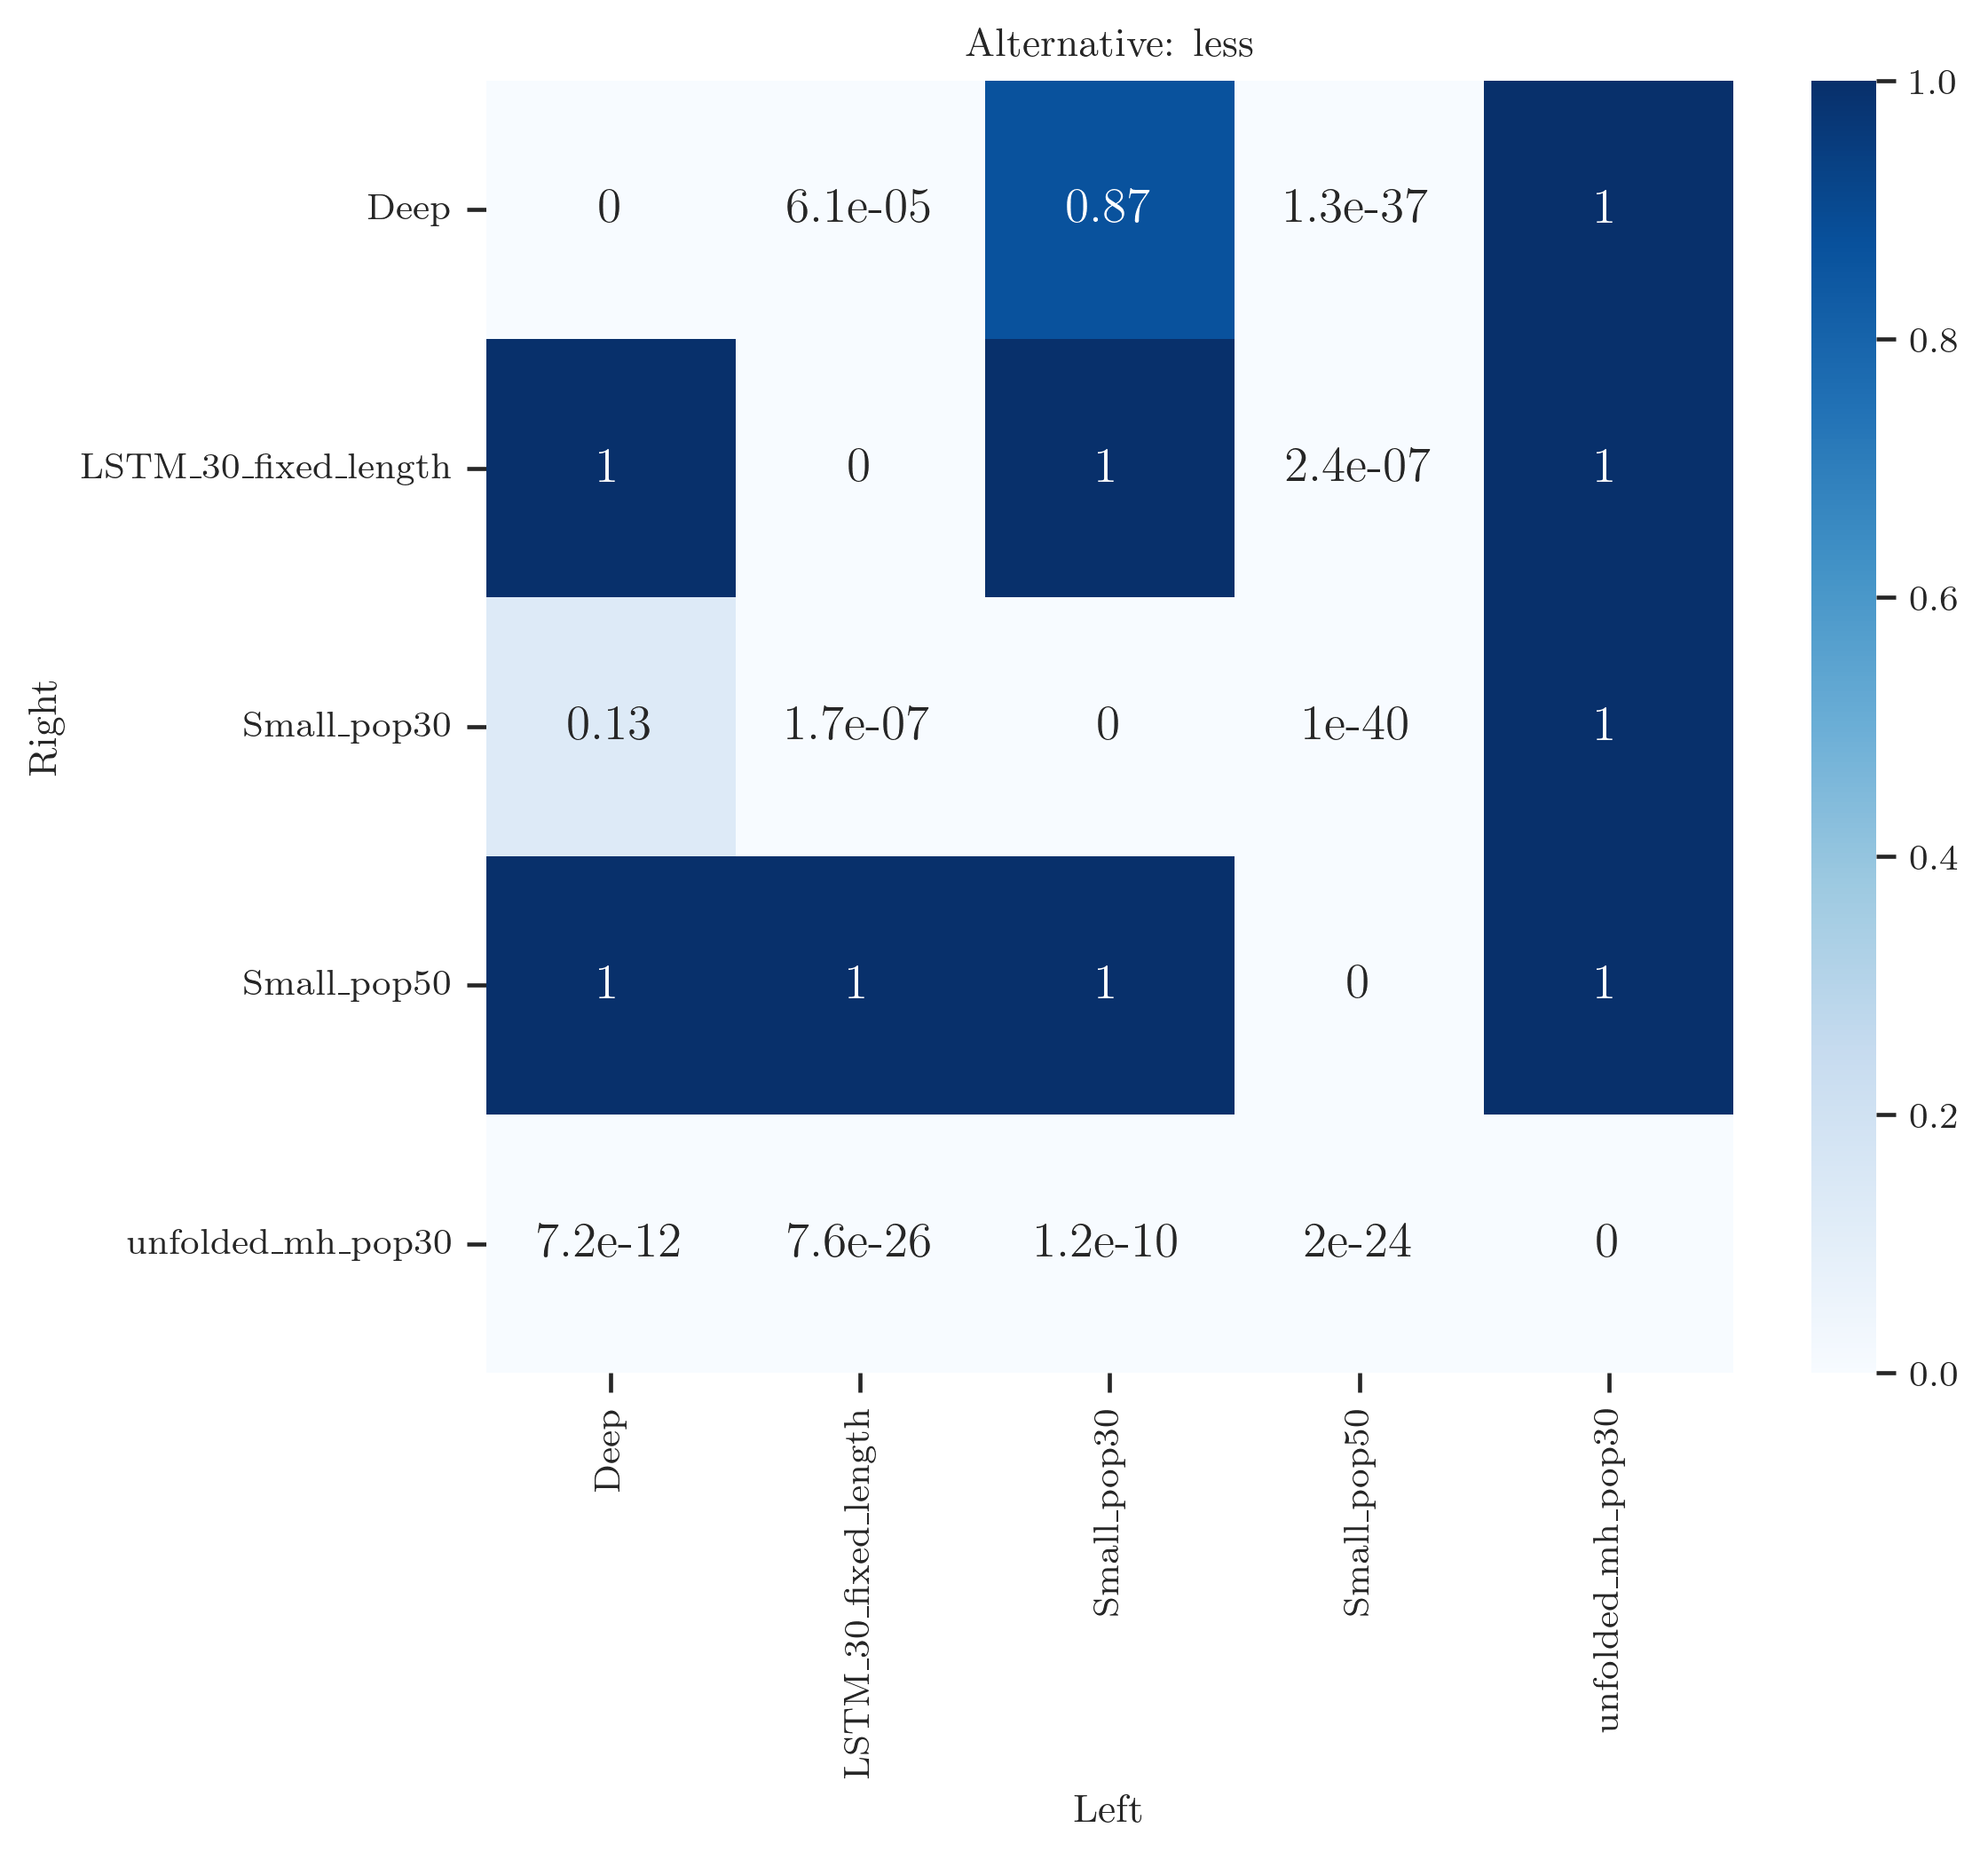 Alternative: less
Deep 0 6.1e-05 0.87 1.3e-37 1
LSTM_30_fixed_length 1 0 1 2.4e-07 1
Small_pop30 0.13 1.7e-07 0 1e-40 1
Small_pop50 1 1 1 0 1
unfolded_mh_pop30 7.2e-12 7.6e-26 1.2e-10 2e-24 0
Right
Deep
LSTM_30_fixed_length
Small_pop30
Small_pop50
unfolded_mh_pop30
Left
1.0
0.8
0.6
0.4
0.2
0.0